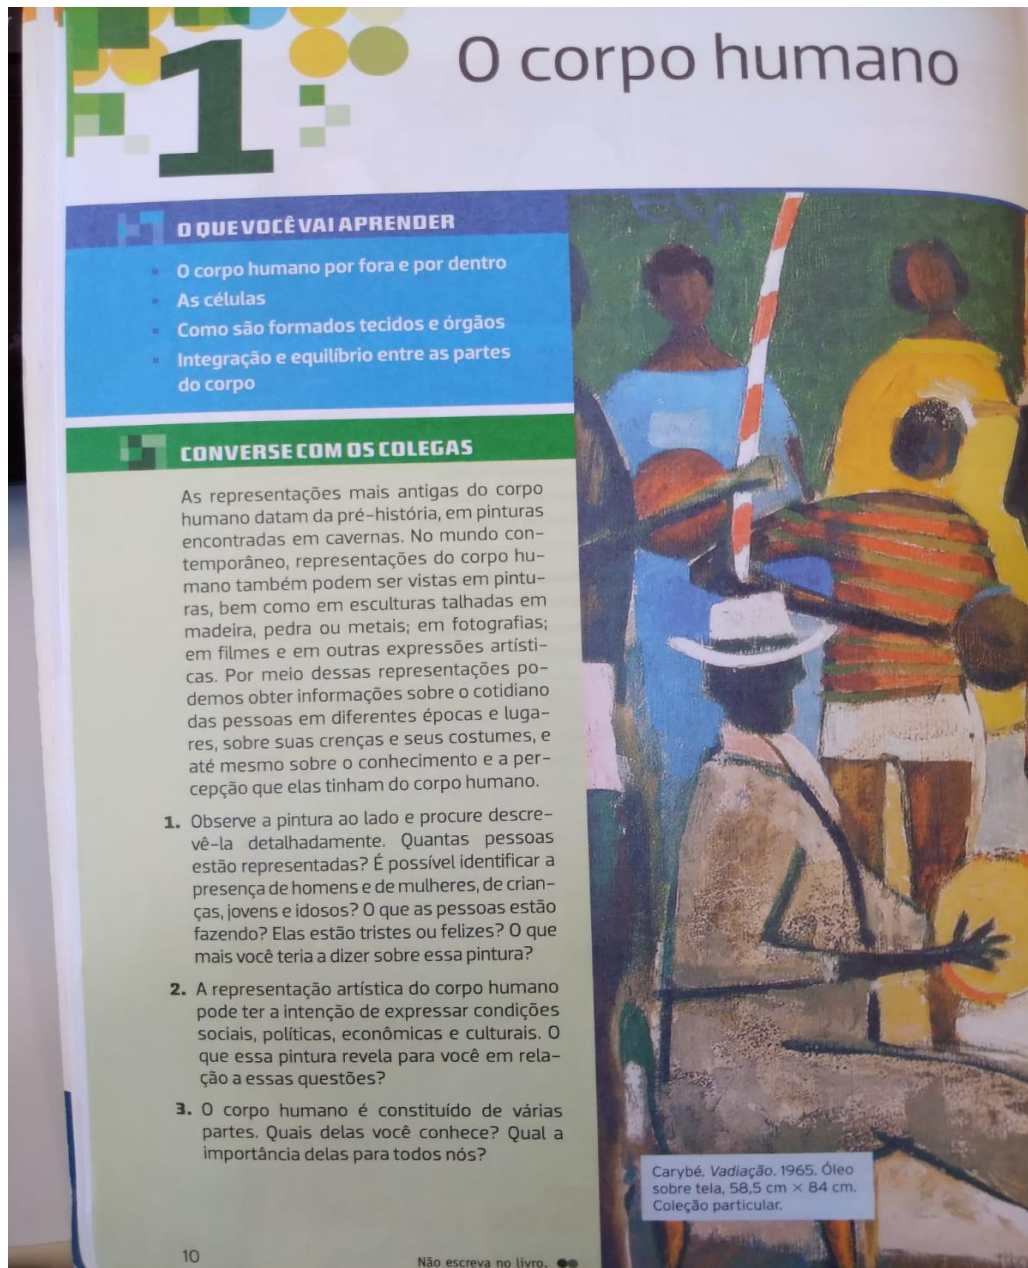 1
O corpo humano
O QUE VOCÊ VAI APRENDER
▪ O corpo humano por fora e por dentro
▪ As células
▪ Como são formados tecidos e órgãos
▪ Integração e equilíbrio entre as partes
do corpo
CONVERSE COM OS COLEGAS
As representações mais antigas do corpo
humano datam da pré-história, em pinturas
encontradas em cavernas. No mundo con-
temporâneo, representações do corpo hu-
mano também podem ser vistas em pintu-
ras, bem como em esculturas talhadas em
madeira, pedra ou metais; em fotografias;
em filmes e em outras expressões artísti-
cas. Por meio dessas representações po-
demos obter informações sobre o cotidiano
das pessoas em diferentes épocas e luga-
res, sobre suas crenças e seus costumes, e
até mesmo sobre o conhecimento e a per-
cepção que elas tinham do corpo humano.
1. Observe a pintura ao lado e procure descre-
vê-la detalhadamente. Quantas pessoas
estão representadas? É possível identificar a
presença de homens e de mulheres, de crian-
ças, jovens e idosos? O que as pessoas estão
fazendo? Elas estão tristes ou felizes? O que
mais você teria a dizer sobre essa pintura?
2. A representação artística do corpo humano
pode ter a intenção de expressar condições
sociais, políticas, econômicas e culturais. O
que essa pintura revela para você em rela-
ção a essas questões?
3. O corpo humano é constituído de várias
partes. Quais delas você conhece? Qual a
importância delas para todos nós?
Carybé. Vadiação. 1965. Óleo
sobre tela, 58,5 cm × 84 cm.
Coleção particular.
10
Não escreva no livro.